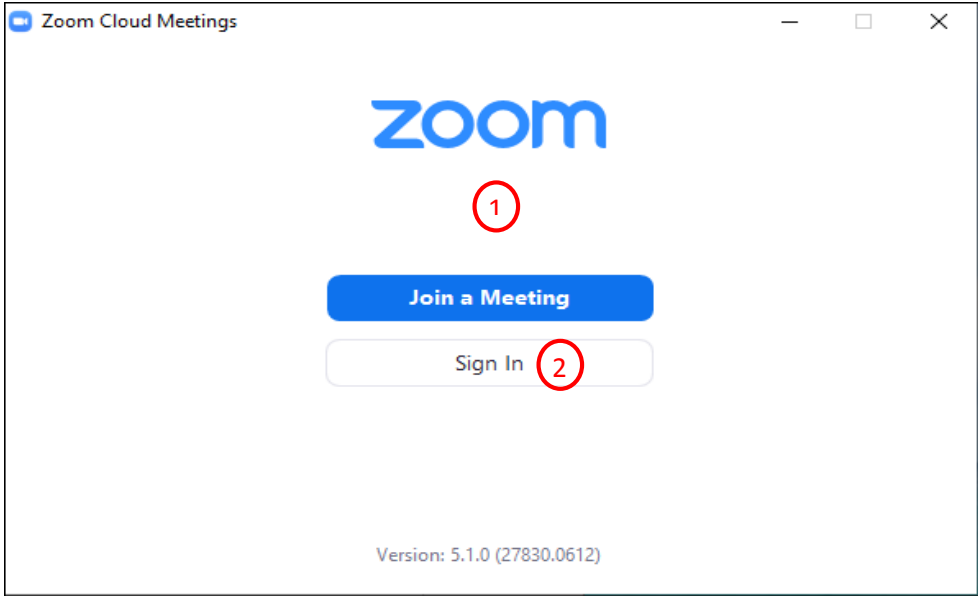 Zoom Cloud Meetings
zoom
1
Join a Meeting
Sign In 2
Version: 5.1.0 (27830.0612)